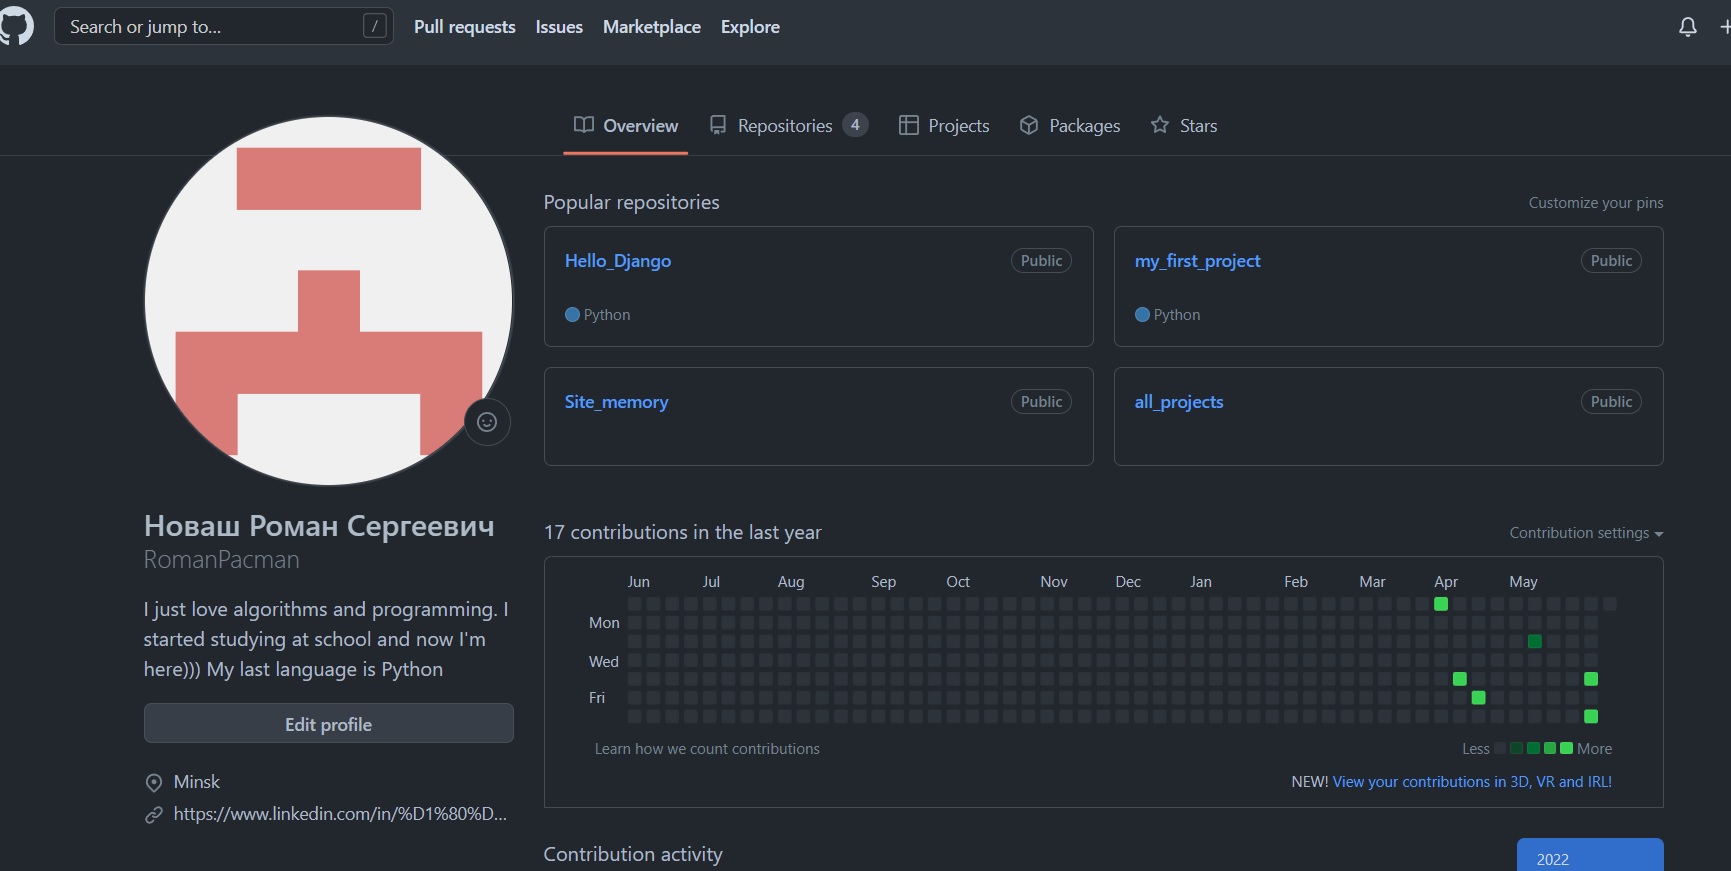 Search or jump to... /
Pull requests Issues Marketplace Explore
Overview Repositories 4 Projects Packages Stars
Popular repositories Customize your pins
Hello_Django Public
Python
my_first_project Public
Python
Site_memory Public
all_projects Public
Новаш Роман Сергеевич
RomanPacman
I just love algorithms and programming. I
started studying at school and now I'm
here))) My last language is Python
Edit profile
Minsk
https://www.linkedin.com/in/%D1%80%D...
17 contributions in the last year Contribution settings
Jun Jul Aug Sep Oct Nov Dec Jan Feb Mar Apr May
Mon
Wed
Fri
Learn how we count contributions Less More
NEW! View your contributions in 3D, VR and IRL!
Contribution activity 2022